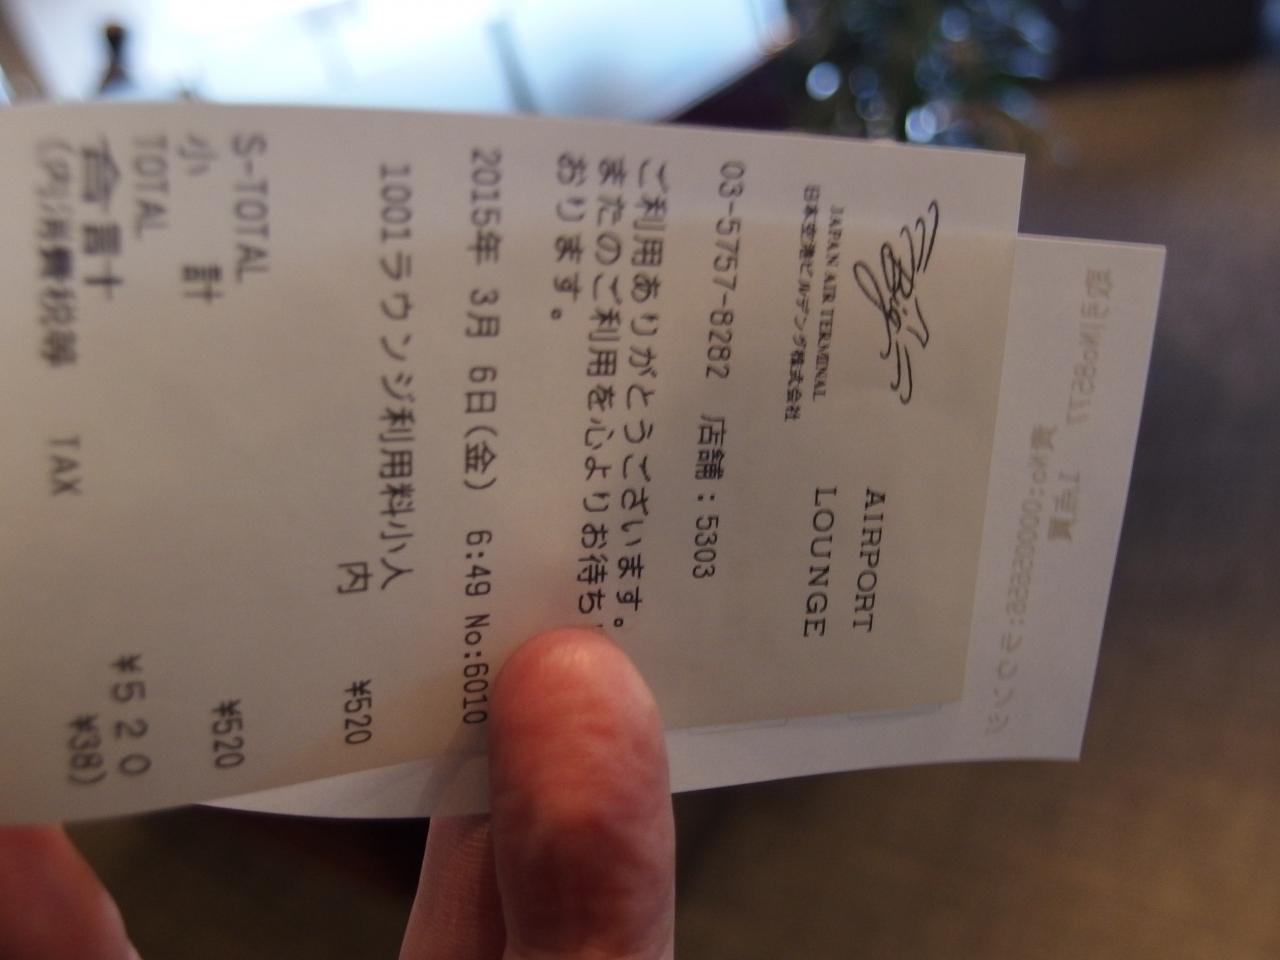 Big
AIRPORT
LOUNGE
JAPAN AIR TERMINAL
日本空港ビルデング株式会社
03-5757-8282 店舗:5303
ご利用ありがとうございます。
またのご利用を心よりお待ち
おります。
2015年 3月 6日(金) 6:49 No:6010
1001ラウンジ利用料小人
内 ¥520
S-TOTAL
小 計 ¥520
TOTAL
合計 ¥520
(内消費税等 TAX ¥38)